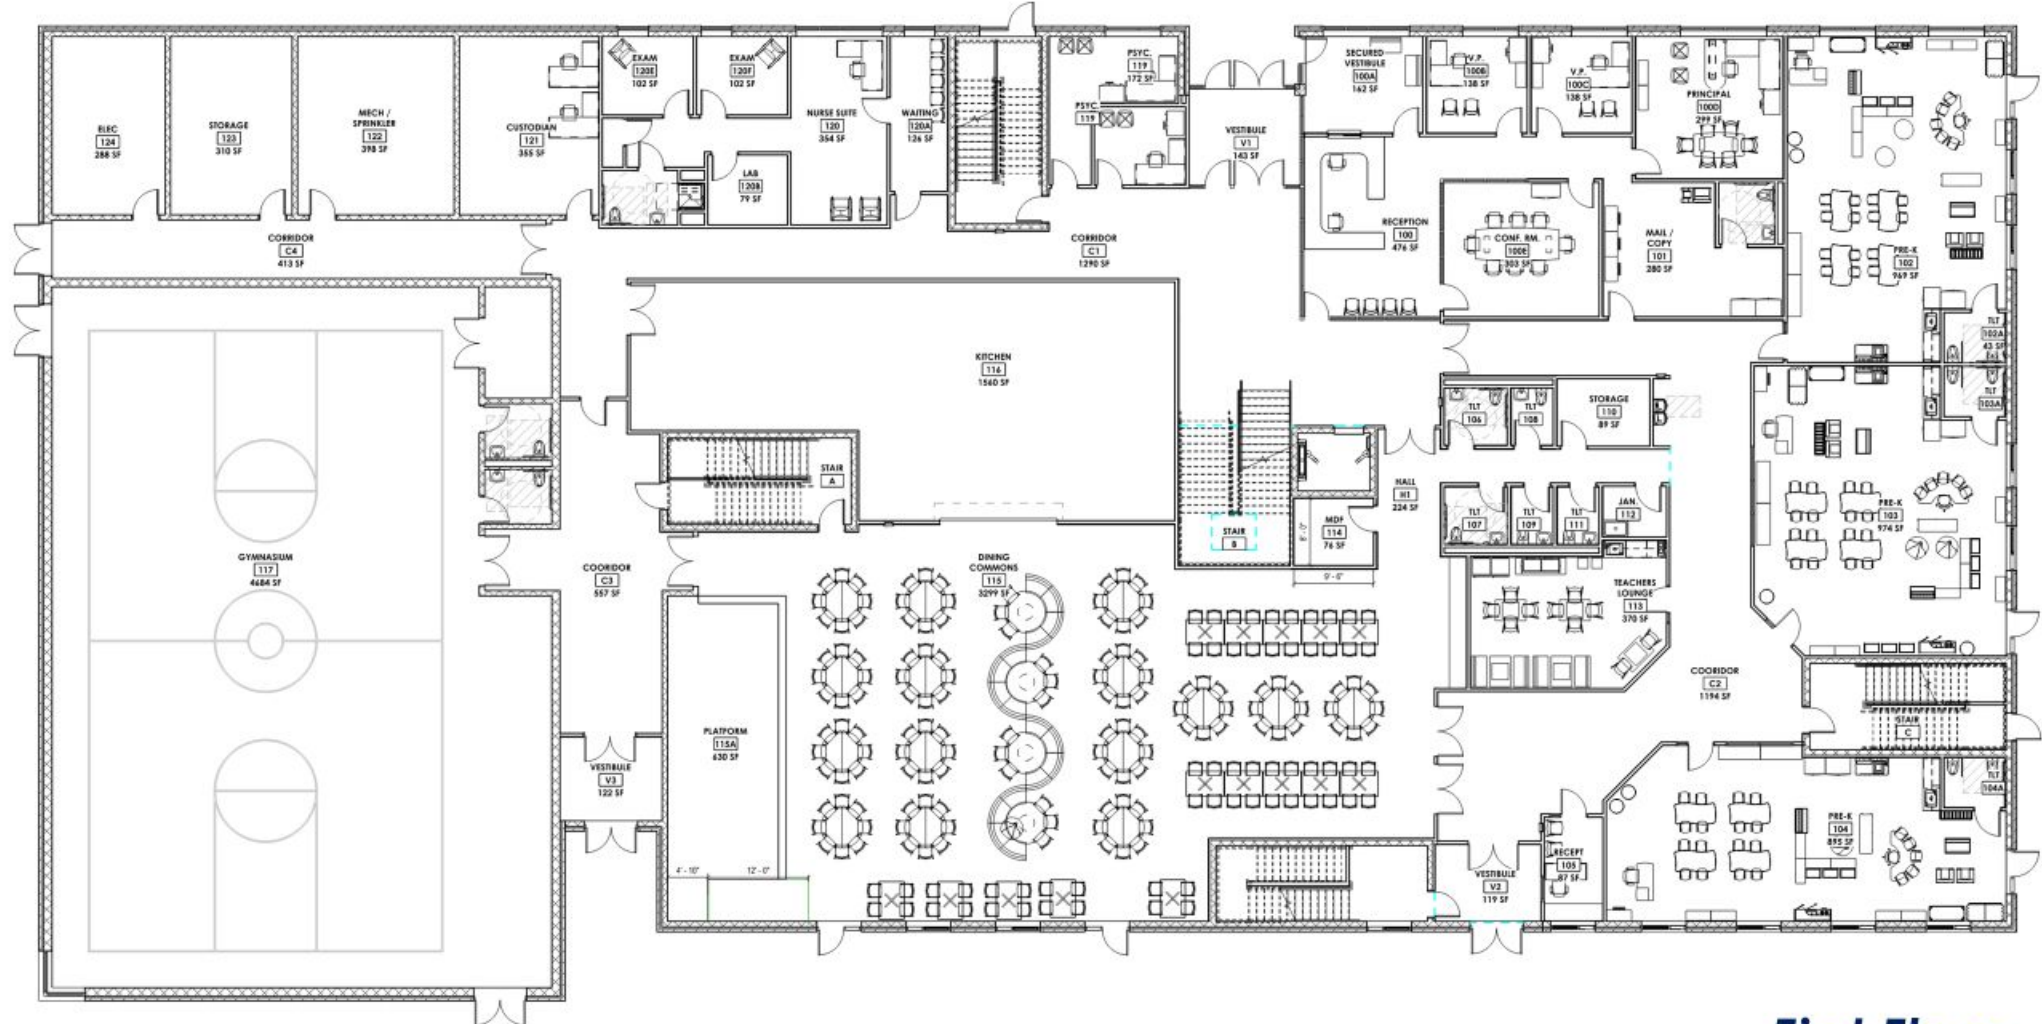 ELEC
124
288 SF
STORAGE
123
310 SF
MECH /
SPRINKLER
122
398 SF
CUSTODIAN
121
355 SF
EXAM
120E
102 SF
EXAM
120F
102 SF
NURSE SUITE
120
354 SF
WAITING
120A
126 SF
LAB
120B
79 SF
PSYC.
119
172 SF
PSYC.
119
VESTIBULE
V1
143 SF
SECURED
VESTIBULE
100A
162 SF
V.P.
100B
138 SF
V.P.
100C
138 SF
PRINCIPAL
100D
299 SF
RECEPTION
100
476 SF
CONF. RM.
100E
303 SF
MAIL /
COPY
101
280 SF
PRE-K
102
969 SF
TLT
102A
43 SF
CORRIDOR
C4
413 SF
CORRIDOR
C1
1290 SF
KITCHEN
116
1560 SF
TLT
103A
TLT
106
TLT
108
STORAGE
110
89 SF
STAIR
A
HALL
H1
224 SF
TLT
107
TLT
109
TLT
111
JAN.
112
PRE-K
103
974 SF
STAIR
B
MDF
114
76 SF
8'-0"
9'-6"
GYMNASIUM
117
4684 SF
COORIDOR
C3
557 SF
DINING
COMMONS
115
3299 SF
TEACHERS
LOUNGE
113
370 SF
COORIDOR
C2
1194 SF
STAIR
C
PLATFORM
115A
630 SF
VESTIBULE
V3
122 SF
TLT
104A
PRE-K
104
895 SF
RECEPT
105
87 SF
VESTIBULE
V2
119 SF
4'-10"
12'-0"